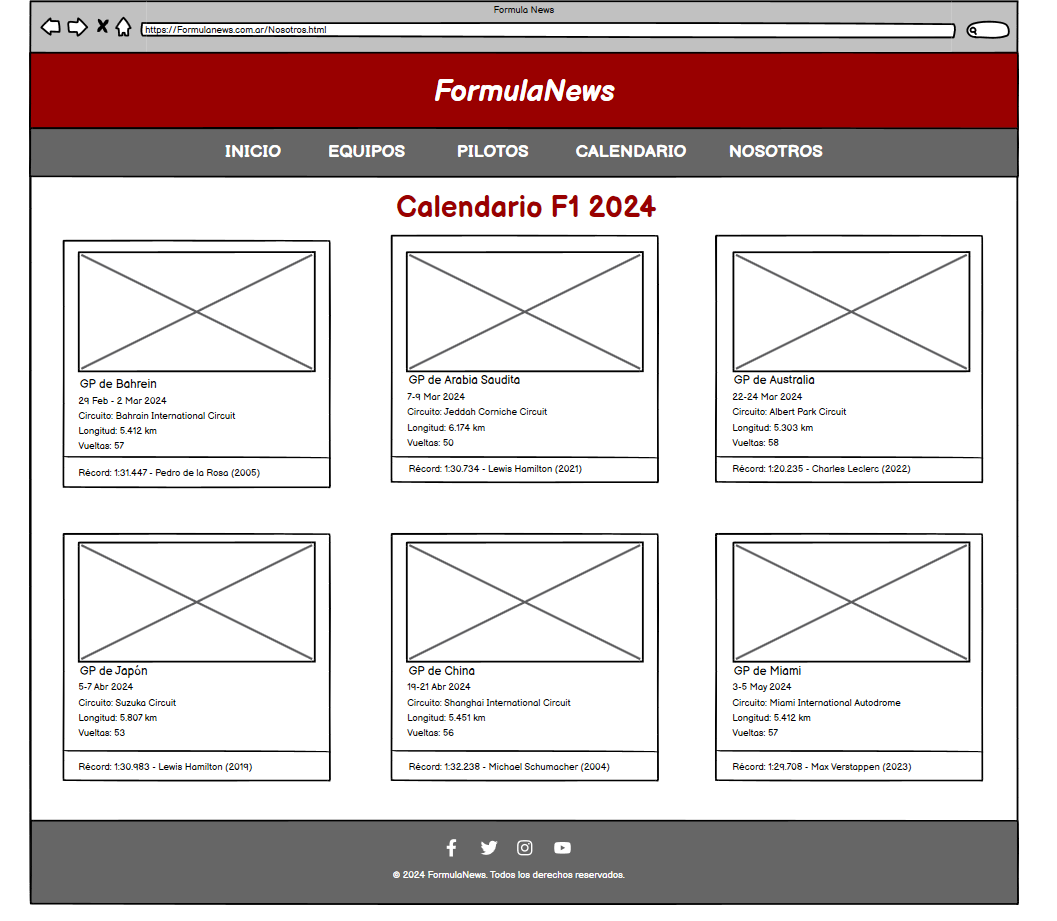 Formula News
https://Formulanews.com.ar/Nosotros.html
FormulaNews
INICIO EQUIPOS PILOTOS CALENDARIO NOSOTROS
Calendario F1 2024
GP de Bahrein
29 Feb - 2 Mar 2024
Circuito: Bahrain International Circuit
Longitud: 5.412 km
Vueltas: 57
Récord: 1:31.447 - Pedro de la Rosa (2005)
GP de Arabia Saudita
7-9 Mar 2024
Circuito: Jeddah Corniche Circuit
Longitud: 6.174 km
Vueltas: 50
Récord: 1:30.734 - Lewis Hamilton (2021)
GP de Australia
22-24 Mar 2024
Circuito: Albert Park Circuit
Longitud: 5.303 km
Vueltas: 58
Récord: 1:20.235 - Charles Leclerc (2022)
GP de Japón
5-7 Abr 2024
Circuito: Suzuka Circuit
Longitud: 5.807 km
Vueltas: 53
Récord: 1:30.983 - Lewis Hamilton (2019)
GP de China
19-21 Abr 2024
Circuito: Shanghai International Circuit
Longitud: 5.451 km
Vueltas: 56
Récord: 1:32.238 - Michael Schumacher (2004)
GP de Miami
3-5 May 2024
Circuito: Miami International Autodrome
Longitud: 5.412 km
Vueltas: 57
Récord: 1:29.708 - Max Verstappen (2023)
© 2024 FormulaNews. Todos los derechos reservados.